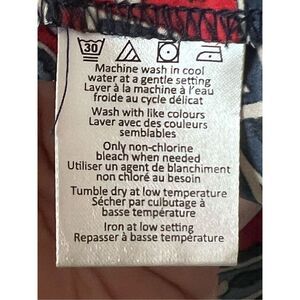 30
Machine wash in cool
water at a gentle setting
Laver à la machine à l'eau
froide au cycle délicat
Wash with like colours
Laver avec des couleurs
semblables
Only non-chlorine
bleach when needed
Utiliser un agent de blanchiment
non chloré au besoin
Tumble dry at low temperature
Sécher par culbutage à
basse température
Iron at low setting
Repasser à basse température